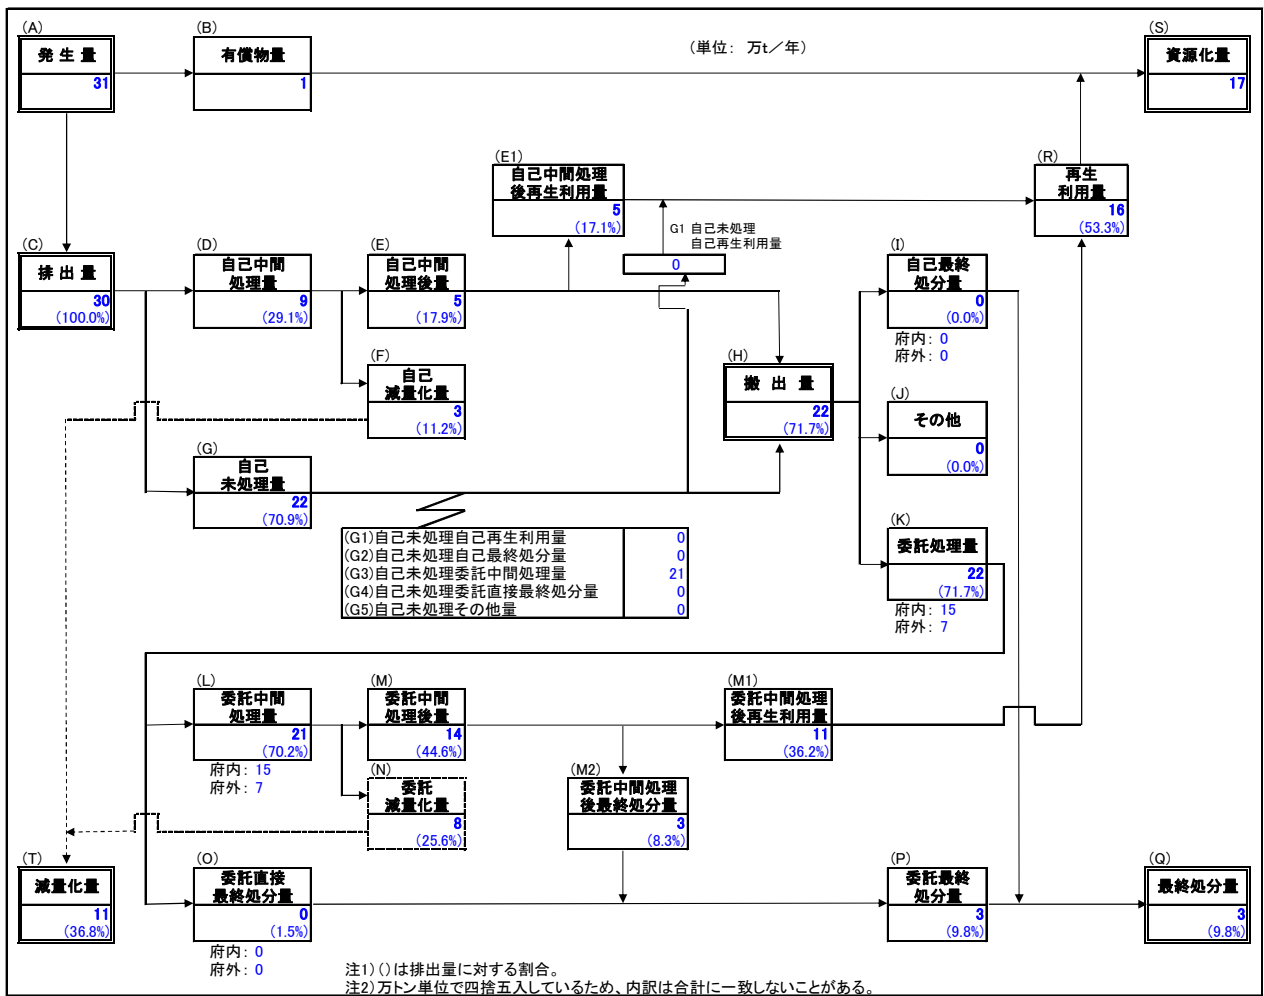 (A)
発 生 量
31
(B)
有償物量
1
(単位: 万t/年)
(S)
資源化量
17
(E1)
自己中間処理
後再生利用量
5
(17.1%)
(R)
再生
利用量
16
(53.3%)
G1 自己未処理
自己再生利用量
0
(C)
排 出 量
30
(100.0%)
(D)
自己中間
処理量
9
(29.1%)
(E)
自己中間
処理後量
5
(17.9%)
(I)
自己最終
処分量
0
(0.0%)
府内: 0
府外: 0
(F)
自己
減量化量
3
(11.2%)
(H)
搬 出 量
22
(71.7%)
(J)
その他
0
(0.0%)
(G)
自己
未処理量
22
(70.9%)
(G1)自己未処理自己再生利用量 0
(G2)自己未処理自己最終処分量 0
(G3)自己未処理委託中間処理量 21
(G4)自己未処理委託直接最終処分量 0
(G5)自己未処理その他量 0
(K)
委託処理量
22
(71.7%)
府内: 15
府外: 7
(L)
委託中間
処理量
21
(70.2%)
府内: 15
府外: 7
(M)
委託中間
処理後量
14
(44.6%)
(M1)
委託中間処理
後再生利用量
11
(36.2%)
(N)
委託
減量化量
8
(25.6%)
(M2)
委託中間処理
後最終処分量
3
(8.3%)
(T)
減量化量
11
(36.8%)
(O)
委託直接
最終処分量
0
(1.5%)
府内: 0
府外: 0
(P)
委託最終
処分量
3
(9.8%)
(Q)
最終処分量
3
(9.8%)
注1)()は排出量に対する割合。
注2)万トン単位で四捨五入しているため、内訳は合計に一致しないことがある。